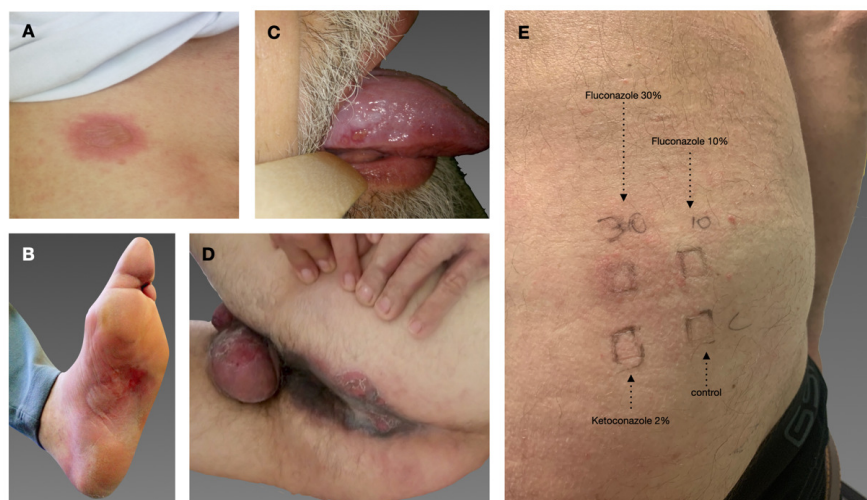 A
B
C
D
E
Fluconazole 30%
Fluconazole 10%
30
10
C
Ketoconazole 2%
control